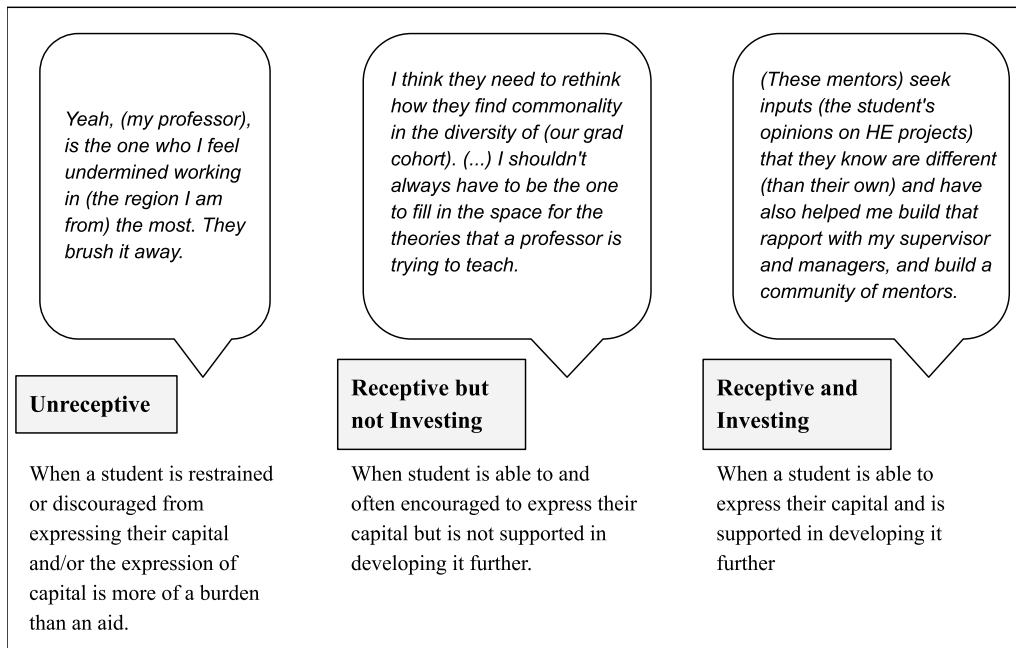 Yeah, (my professor),
is the one who I feel
undermined working
in (the region I am
from) the most. They
brush it away.
I think they need to rethink
how they find commonality
in the diversity of (our grad
cohort). (...) I shouldn't
always have to be the one
to fill in the space for the
theories that a professor is
trying to teach.
(These mentors) seek
inputs (the student's
opinions on HE projects)
that they know are different
(than their own) and have
also helped me build that
rapport with my supervisor
and managers, and build a
community of mentors.
Unreceptive
Receptive but
not Investing
Receptive and
Investing
When a student is restrained
or discouraged from
expressing their capital
and/or the expression of
capital is more of a burden
than an aid.
When student is able to and
often encouraged to express their
capital but is not supported in
developing it further.
When a student is able to
express their capital and is
supported in developing it
further